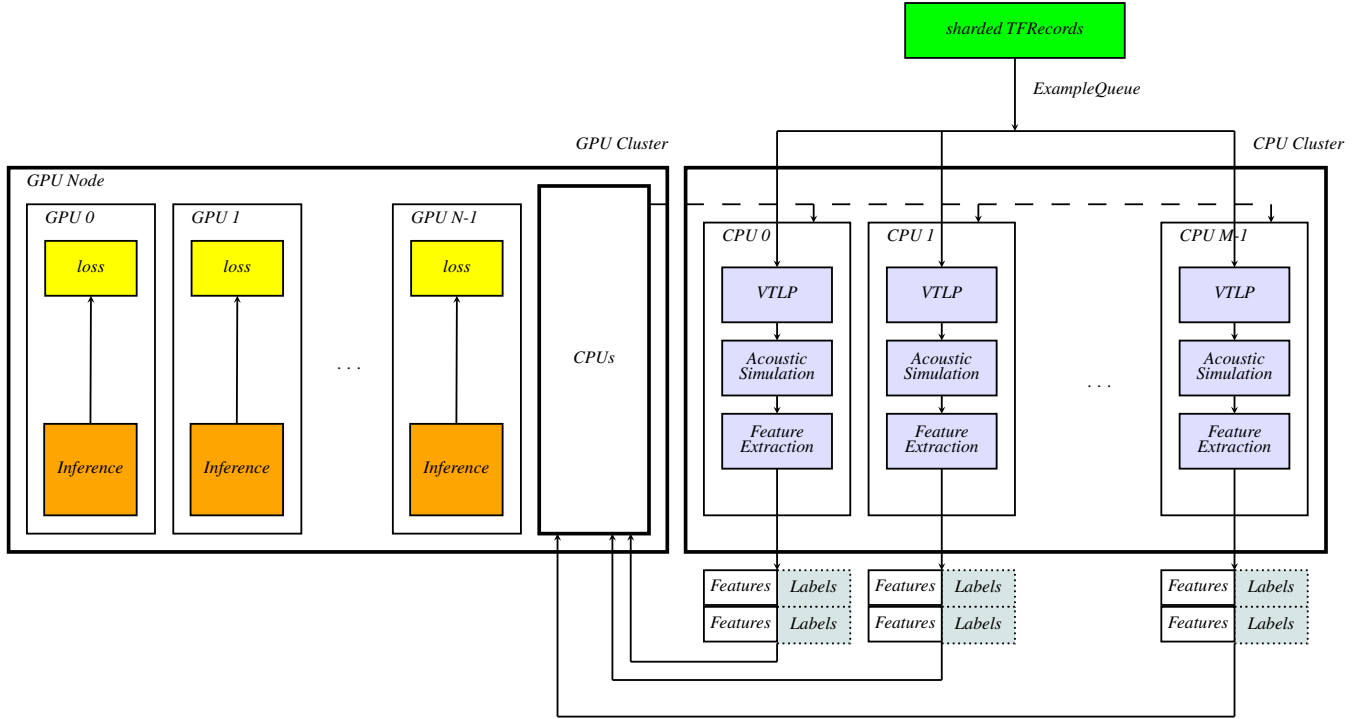 sharded TFRecords
ExampleQueue
GPU Cluster
CPU Cluster
GPU Node
GPU 0
GPU 1
GPU N-1
loss
loss
loss
. . .
Inference
Inference
Inference
CPUs
CPU 0
CPU 1
CPU M-1
VTLP
VTLP
VTLP
Acoustic
Simulation
Acoustic
Simulation
Acoustic
Simulation
. . .
Feature
Extraction
Feature
Extraction
Feature
Extraction
Features Labels
Features Labels
Features Labels
Features Labels
Features Labels
Features Labels